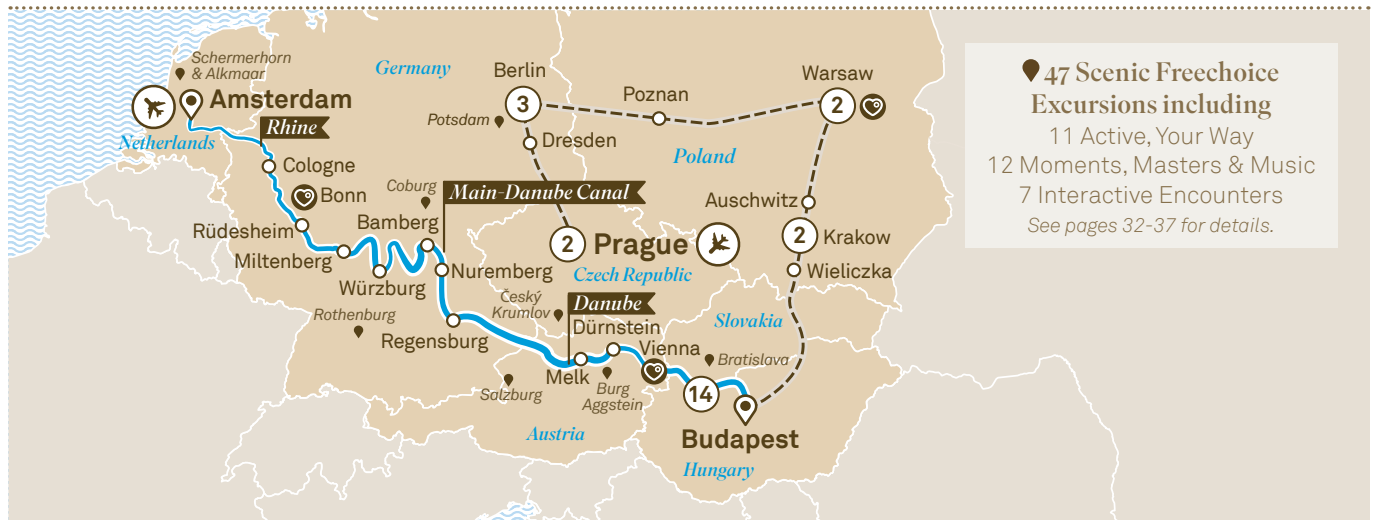 Schermerhorn
& Alkmaar
Amsterdam
Netherlands
Germany
Rhine
Cologne
Bonn
Rüdesheim
Miltenberg
Würzburg
Rothenburg
Coburg
Bamberg
Main-Danube Canal
Nuremberg
Regensburg
Berlin
3
Potsdam
Dresden
Poznan
Poland
Warsaw
2
Auschwitz
2
Krakow
Wieliczka
2
Prague
Czech Republic
Český
Krumlov
Danube
Dürnstein
Melk
Salzburg
Burg
Aggstein
Austria
Vienna
Slovakia
Bratislava
14
Budapest
Hungary
47 Scenic Freechoice
Excursions including
11 Active, Your Way
12 Moments, Masters & Music
7 Interactive Encounters
See pages 32-37 for details.